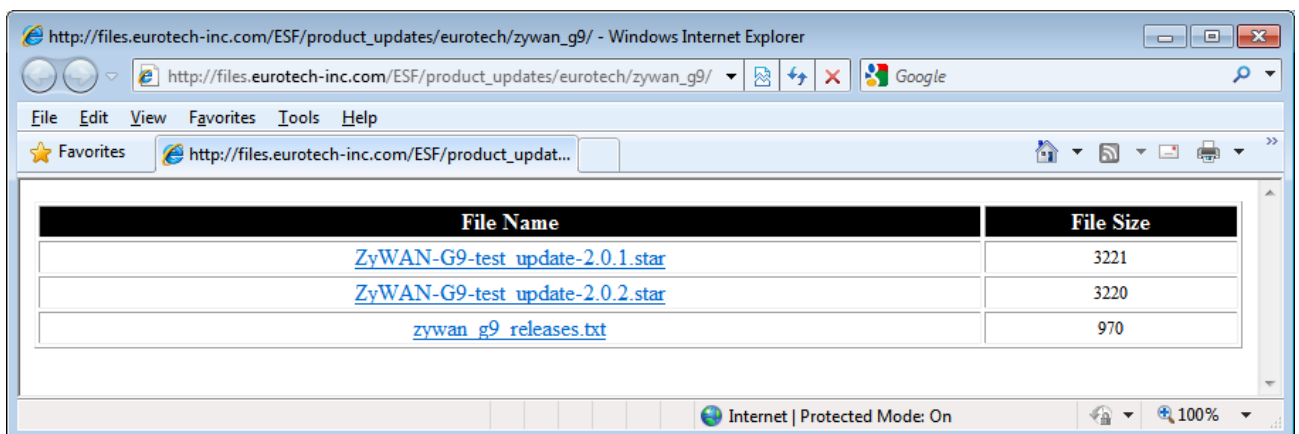 http://files.eurotech-inc.com/ESF/product_updates/eurotech/zywan_g9/ - Windows Internet Explorer
http://files.eurotech-inc.com/ESF/product_updates/eurotech/zywan_g9/ Google
File Edit View Favorites Tools Help
Favorites http://files.eurotech-inc.com/ESF/product_updat...
File Name File Size
ZyWAN-G9-test_update-2.0.1.star 3221
ZyWAN-G9-test_update-2.0.2.star 3220
zywan_g9_releases.txt 970
Internet | Protected Mode: On 100%